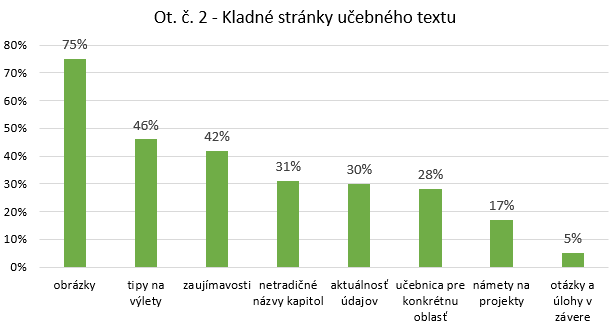 Ot. č. 2 - Kladné stránky učebného textu
80%
70%
60%
50%
40%
30%
20%
10%
0%
75%
46%
42%
31%
30%
28%
17%
5%
obrázky
tipy na
výlety
zaujímavosti
netradičné
názvy kapitol
aktuálnosť
údajov
učebnica pre
konkrétnu
oblasť
námety na
projekty
otázky a
úlohy v
závere